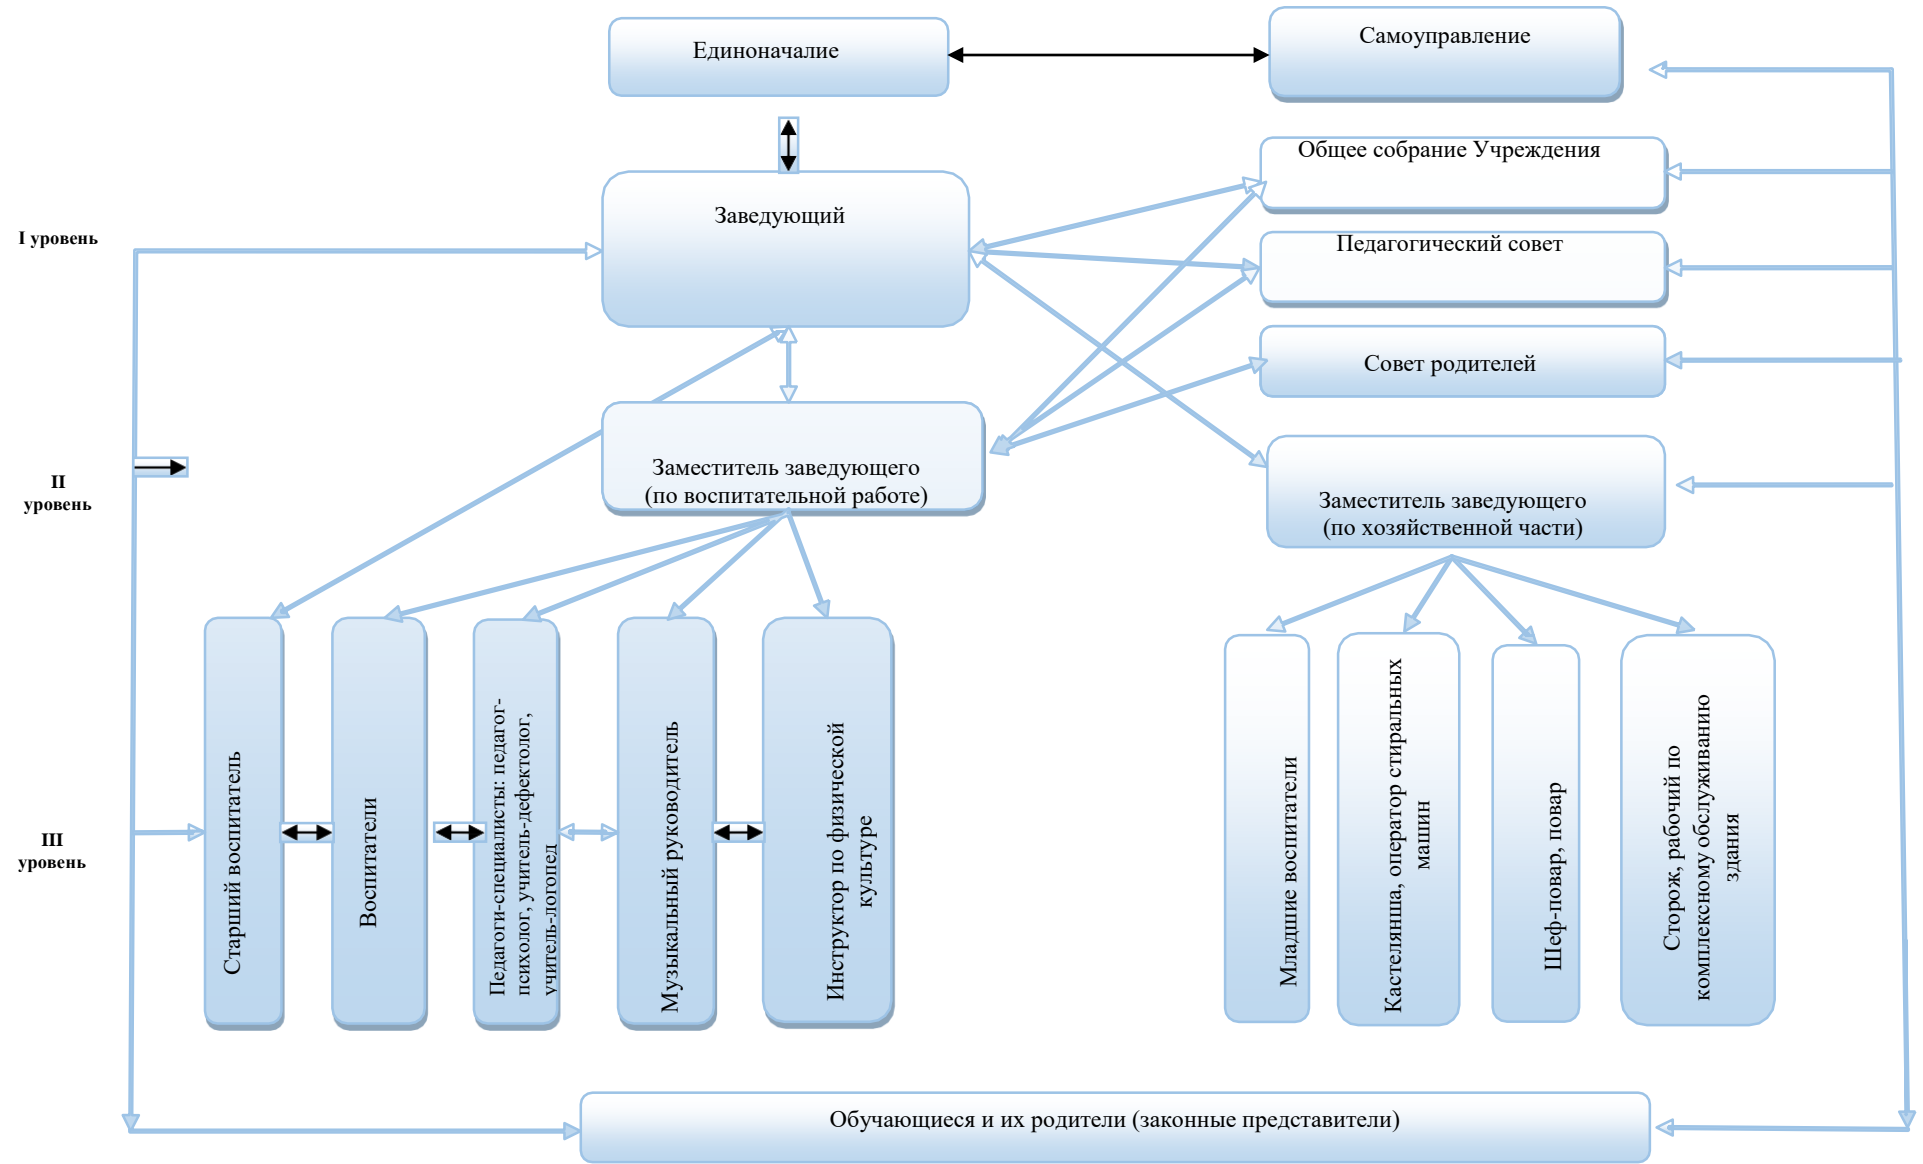 Единоначалие
Самоуправление
Общее собрание Учреждения
Заведующий
I уровень
Педагогический совет
Совет родителей
II
уровень
Заместитель заведующего
(по воспитательной работе)
Заместитель заведующего
(по хозяйственной части)
III
уровень
Старший воспитатель
Воспитатели
Педагоги-специалисты: педагог-
психолог, учитель-дефектолог,
учитель-логопед
Музыкальный руководитель
Инструктор по физической
культуре
Младшие воспитатели
Кастелянша, оператор стиральных
машин
Шеф-повар, повар
Сторож, рабочий по
комплексному обслуживанию
здания
Обучающиеся и их родители (законные представители)